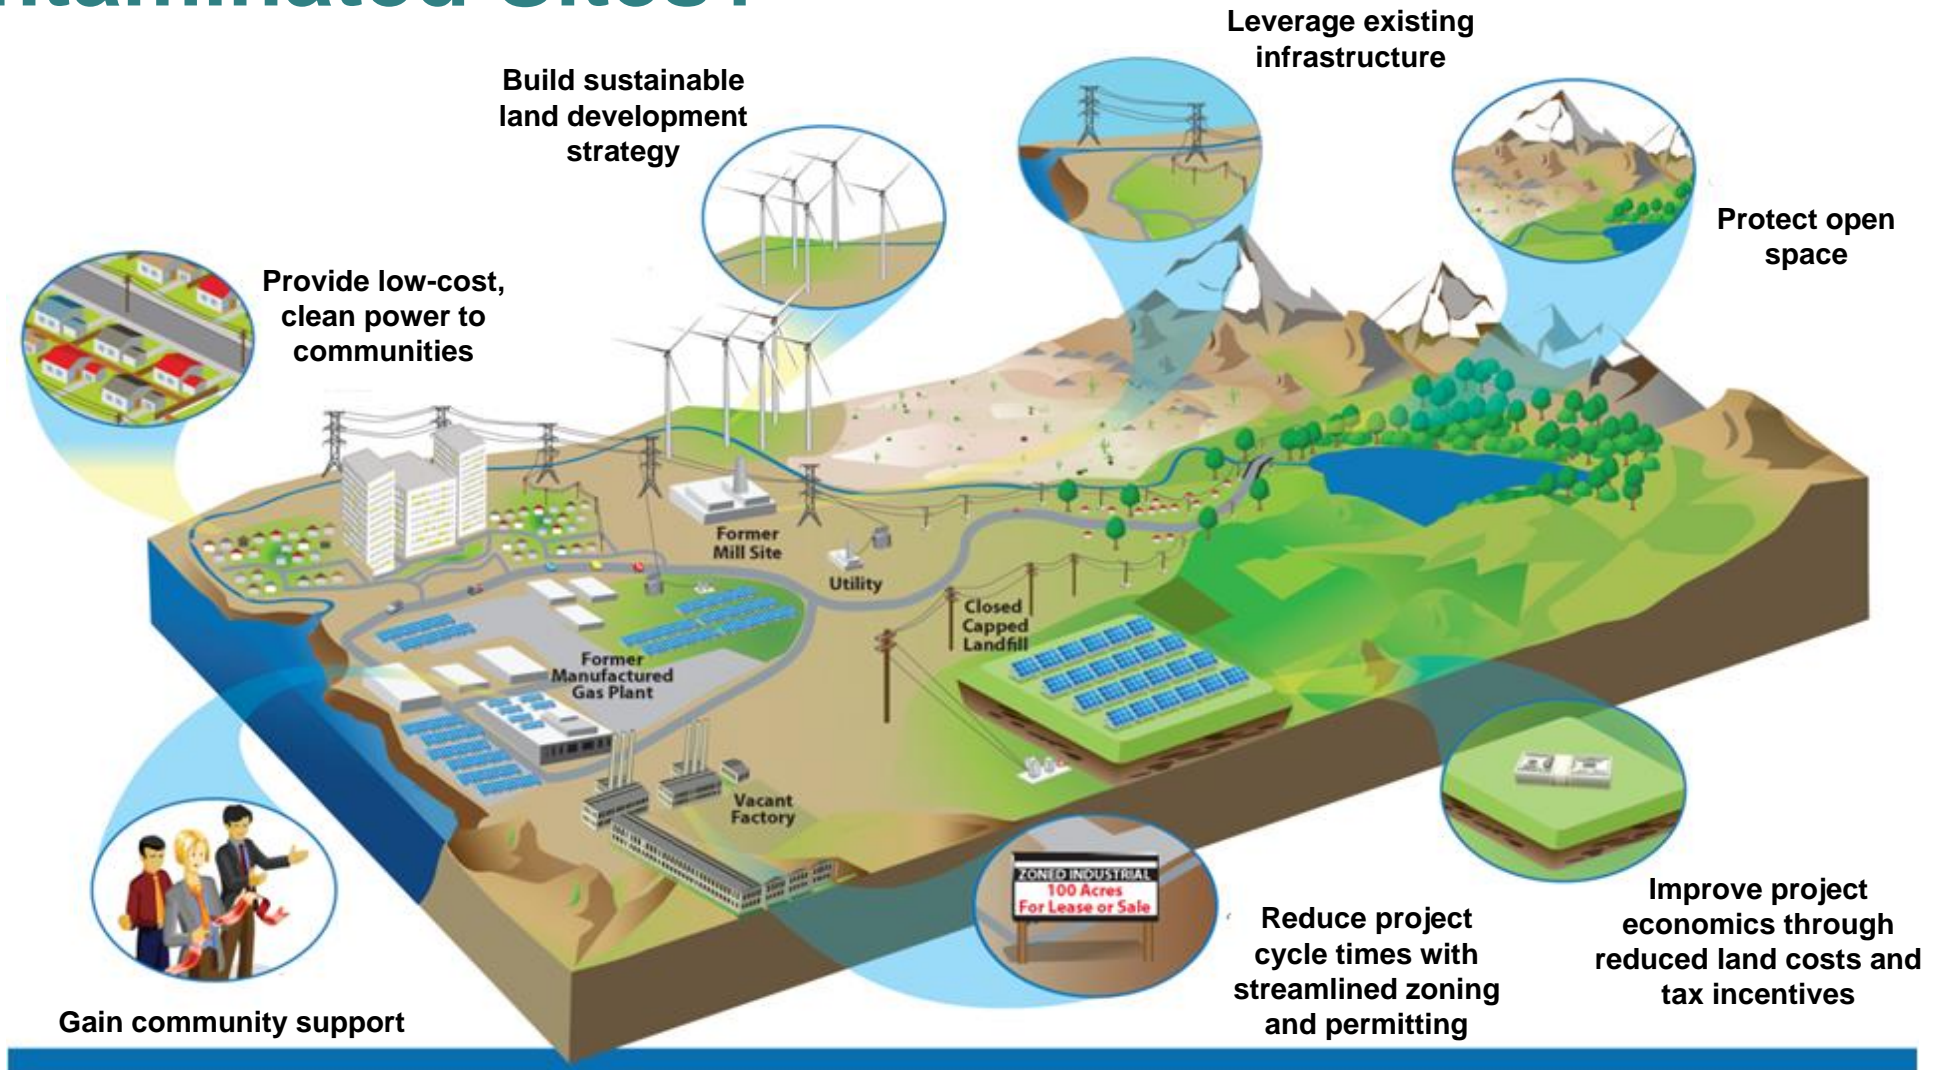 ntaminated Sites?
Leverage existing
infrastructure
Build sustainable
land development
strategy
Protect open
space
Provide low-cost,
clean power to
communities
Former
Mill Site
Utility
Closed
Capped
Landfill
Former
Manufactured
Gas Plant
Vacant
Factory
ZONED INDUSTRIAL
100 Acres
For Lease or Sale
Improve project
economics through
reduced land costs and
tax incentives
Reduce project
cycle times with
streamlined zoning
and permitting
Gain community support